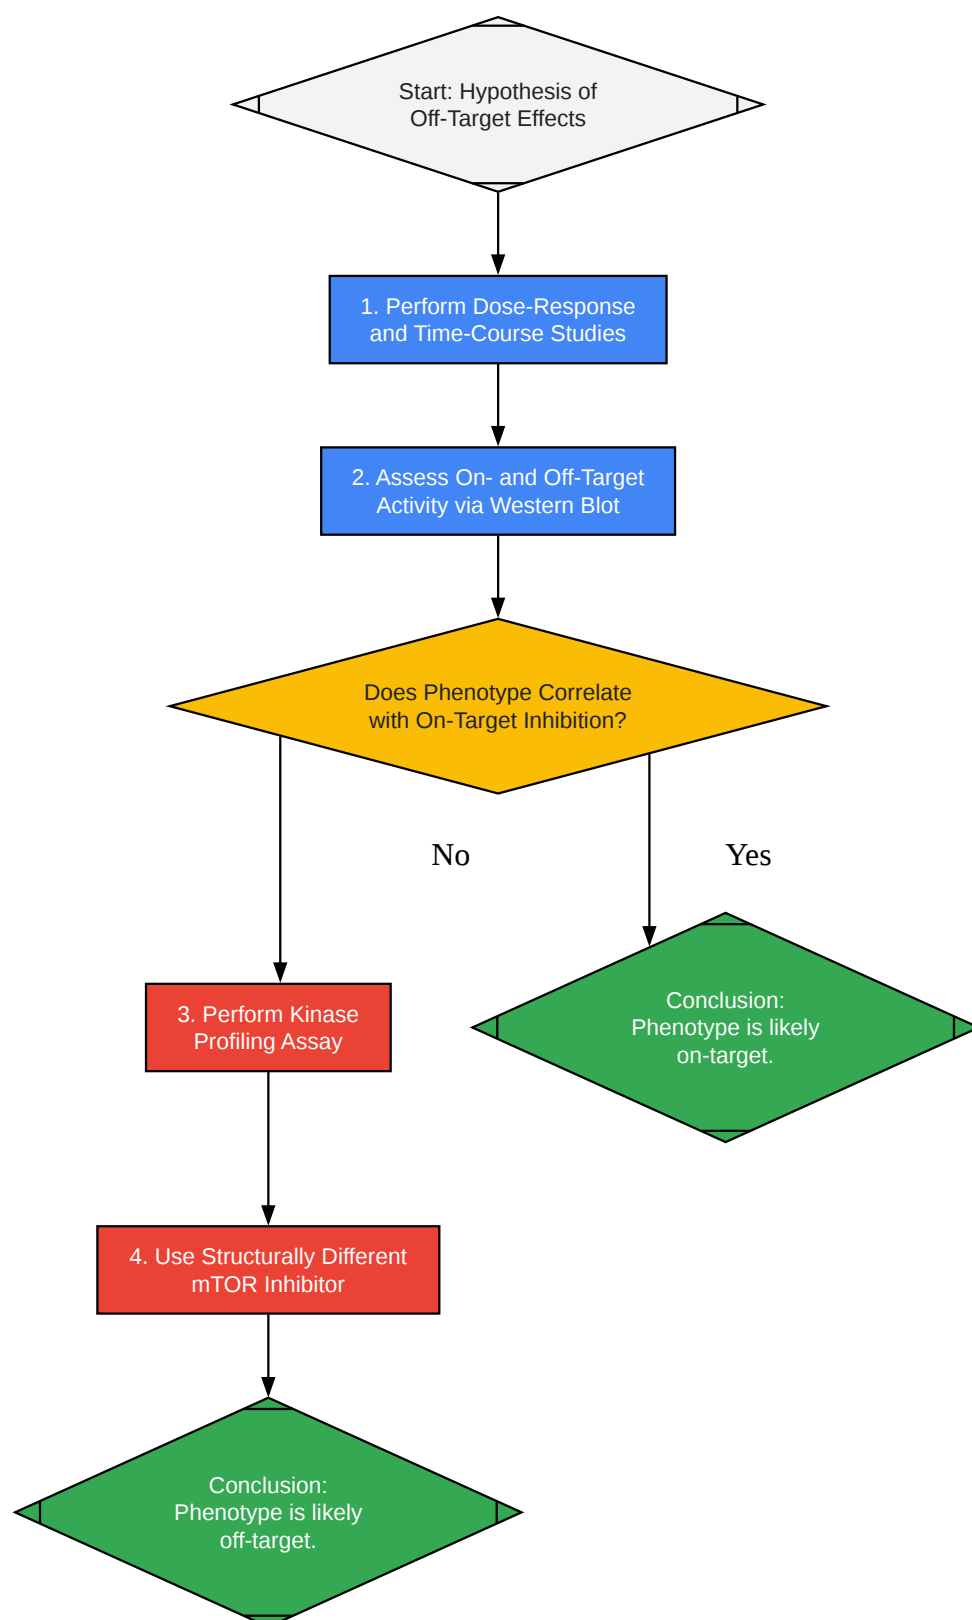 Start: Hypothesis of
Off-Target Effects
1. Perform Dose-Response
and Time-Course Studies
2. Assess On- and Off-Target
Activity via Western Blot
Does Phenotype Correlate
with On-Target Inhibition?
No
Yes
Conclusion:
Phenotype is likely
on-target.
3. Perform Kinase
Profiling Assay
4. Use Structurally Different
mTOR Inhibitor
Conclusion:
Phenotype is likely
off-target.